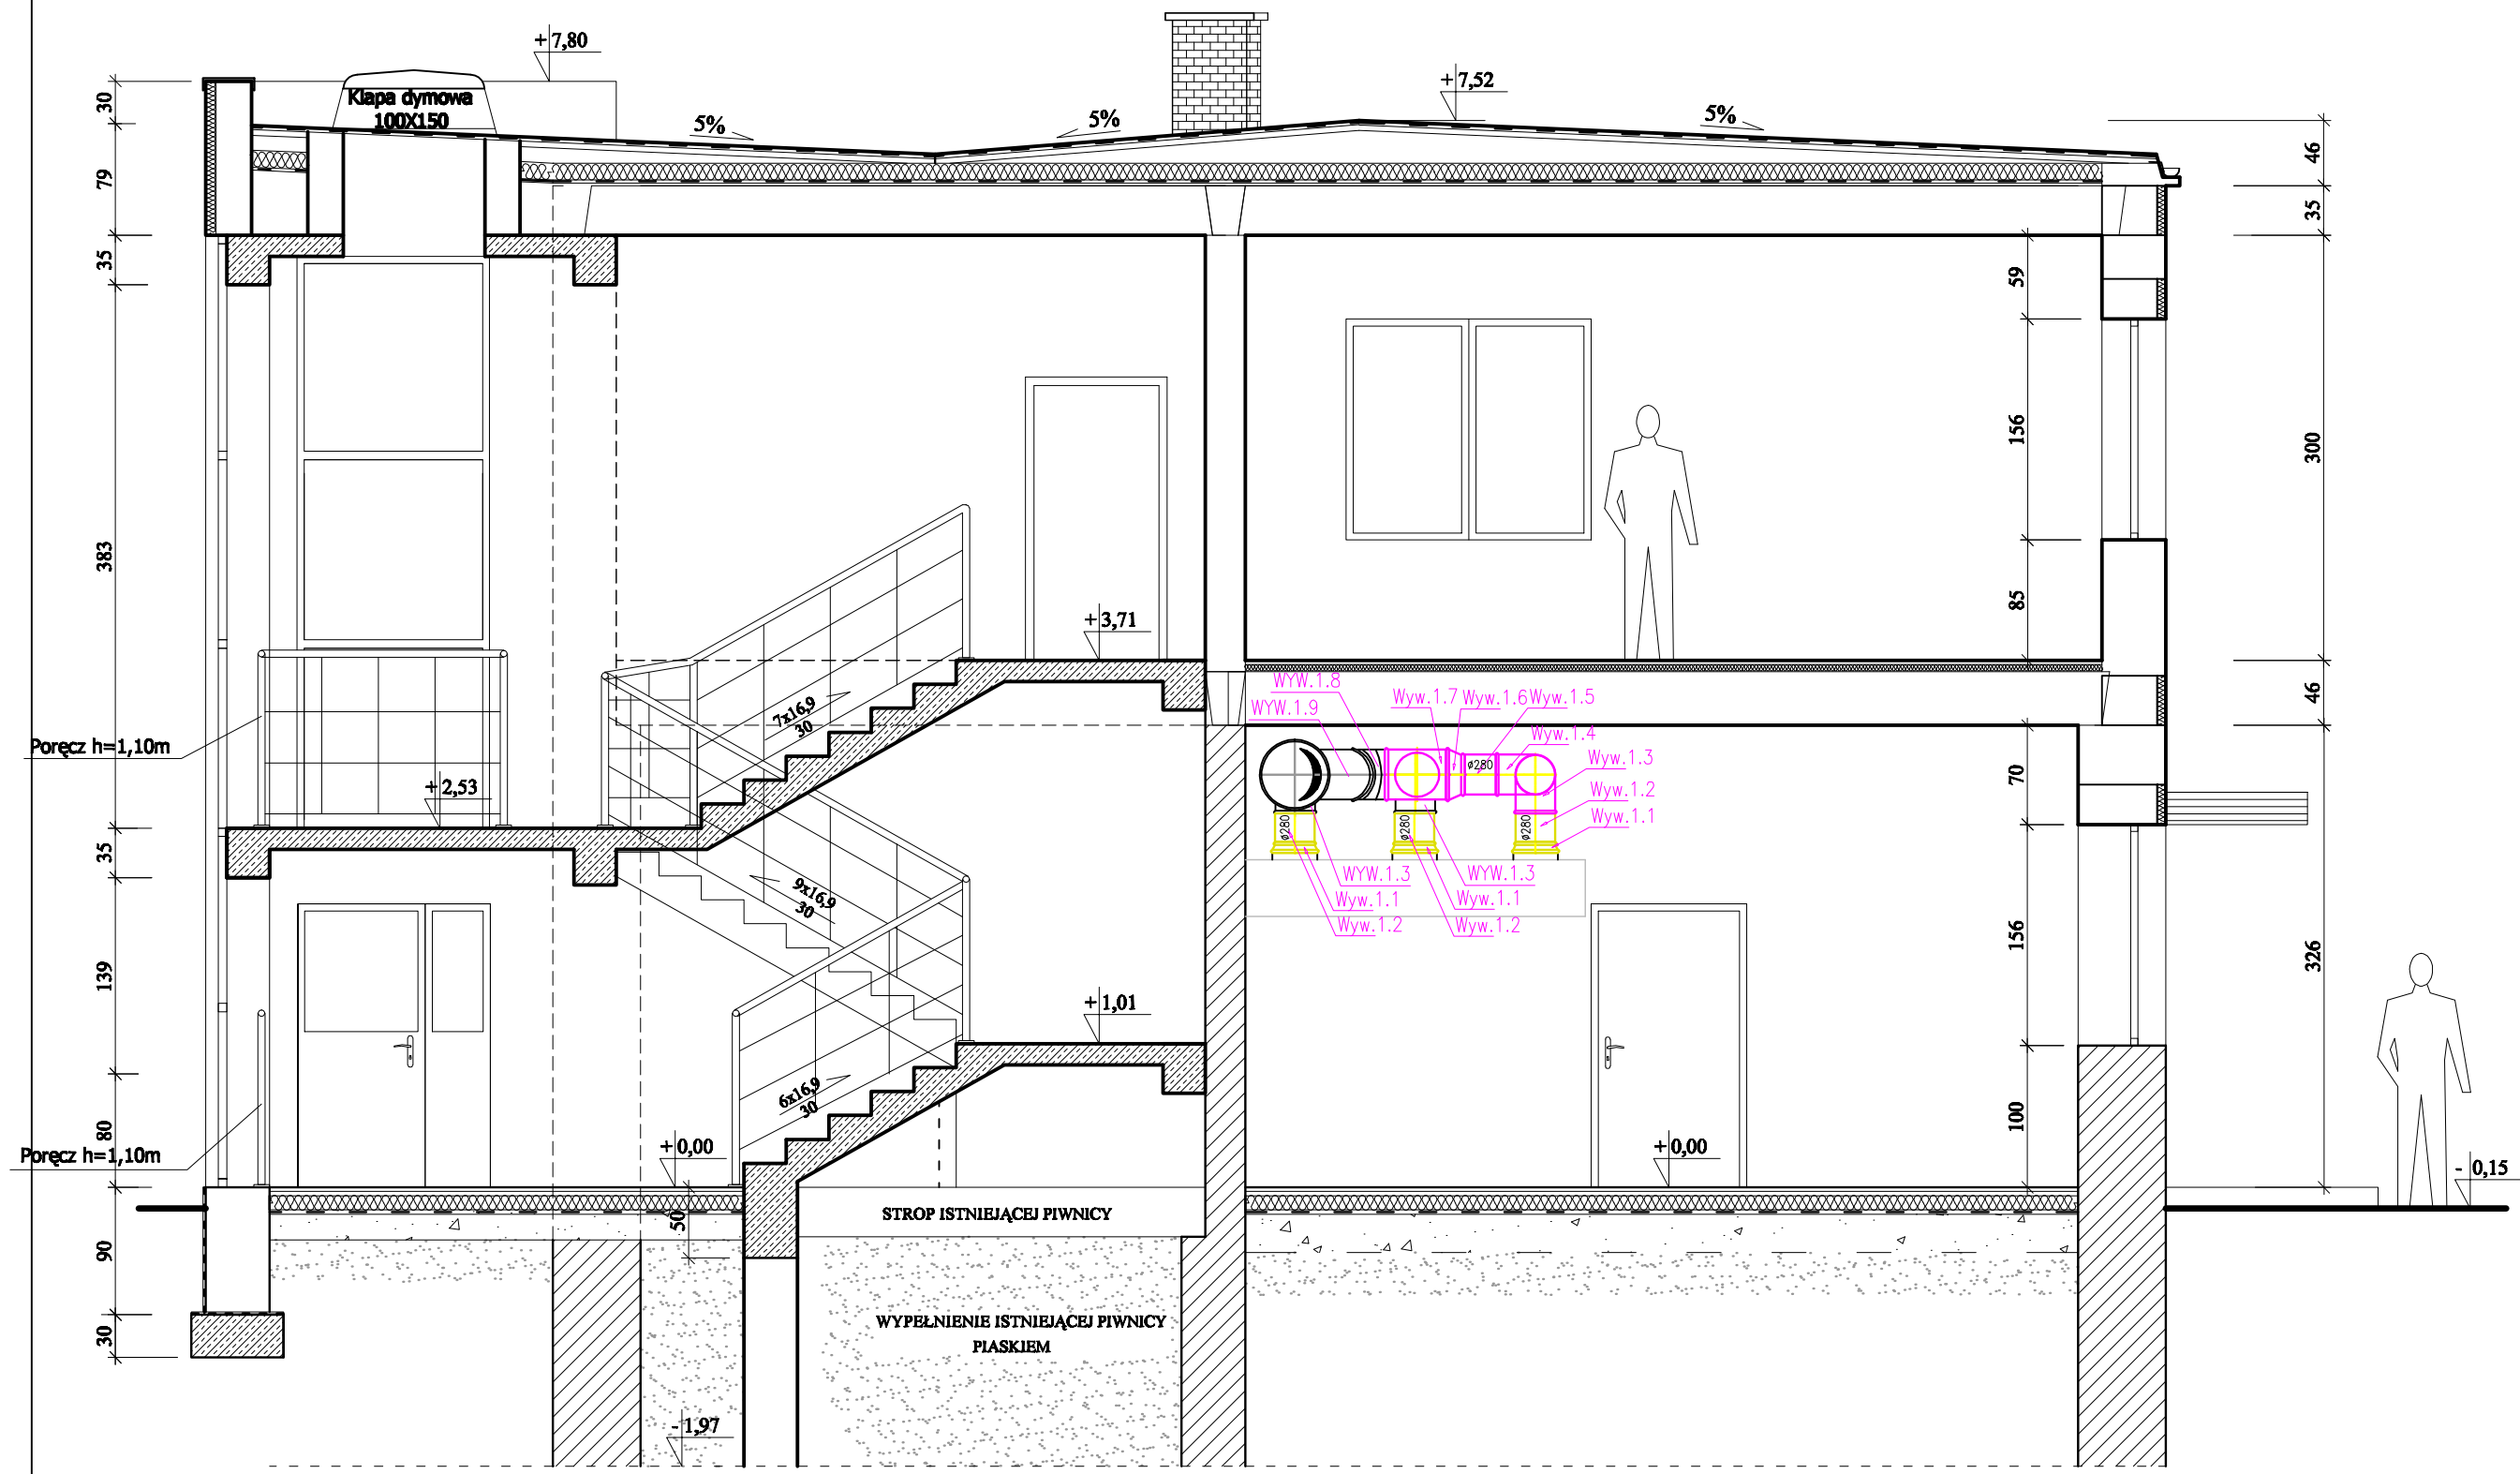 +7,80
Klapa dymowa
100X150
+7,52
5%
5%
5%
30
79
35
383
35
139
80
90
30
46
35
300
46
326
59
156
85
70
156
100
+3,71
7x16,9
30
Poręcz h=1,10m
+2,53
9x16,9
30
WYW.1.8
WYW.1.9
Wyw.1.7
Wyw.1.6
Wyw.1.5
Wyw.1.4
Wyw.1.3
Wyw.1.2
Wyw.1.1
ø280
ø280
ø280
ø280
WYW.1.3
WYW.1.3
Wyw.1.1
Wyw.1.1
Wyw.1.2
Wyw.1.2
+1,01
6x16,9
30
Poręcz h=1,10m
+0,00
+0,00
- 0,15
50
STROP ISTNIEJĄCEJ PIWNICY
WYPEŁNIENIE ISTNIEJĄCEJ PIWNICY
PIASKIEM
- 1,97